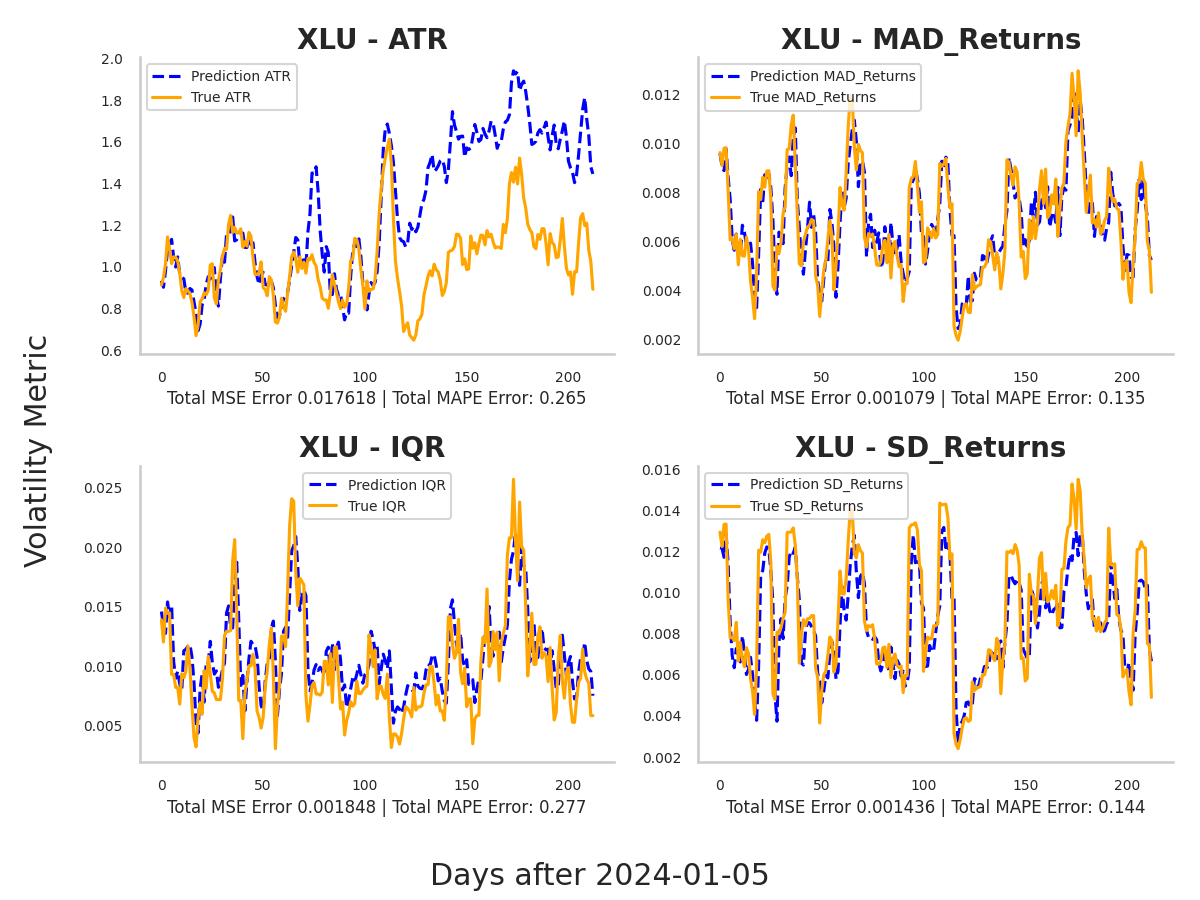 XLU - ATR
2.0
1.8
1.6
1.4
1.2
1.0
0.8
0.6
Prediction ATR
True ATR
0 50 100 150 200
Total MSE Error 0.017618 | Total MAPE Error: 0.265
XLU - MAD_Returns
0.012
0.010
0.008
0.006
0.004
0.002
Prediction MAD_Returns
True MAD_Returns
0 50 100 150 200
Total MSE Error 0.001079 | Total MAPE Error: 0.135
Volatility Metric
XLU - IQR
0.025
0.020
0.015
0.010
0.005
Prediction IQR
True IQR
0 50 100 150 200
Total MSE Error 0.001848 | Total MAPE Error: 0.277
XLU - SD_Returns
0.016
0.014
0.012
0.010
0.008
0.006
0.004
0.002
Prediction SD_Returns
True SD_Returns
0 50 100 150 200
Total MSE Error 0.001436 | Total MAPE Error: 0.144
Days after 2024-01-05